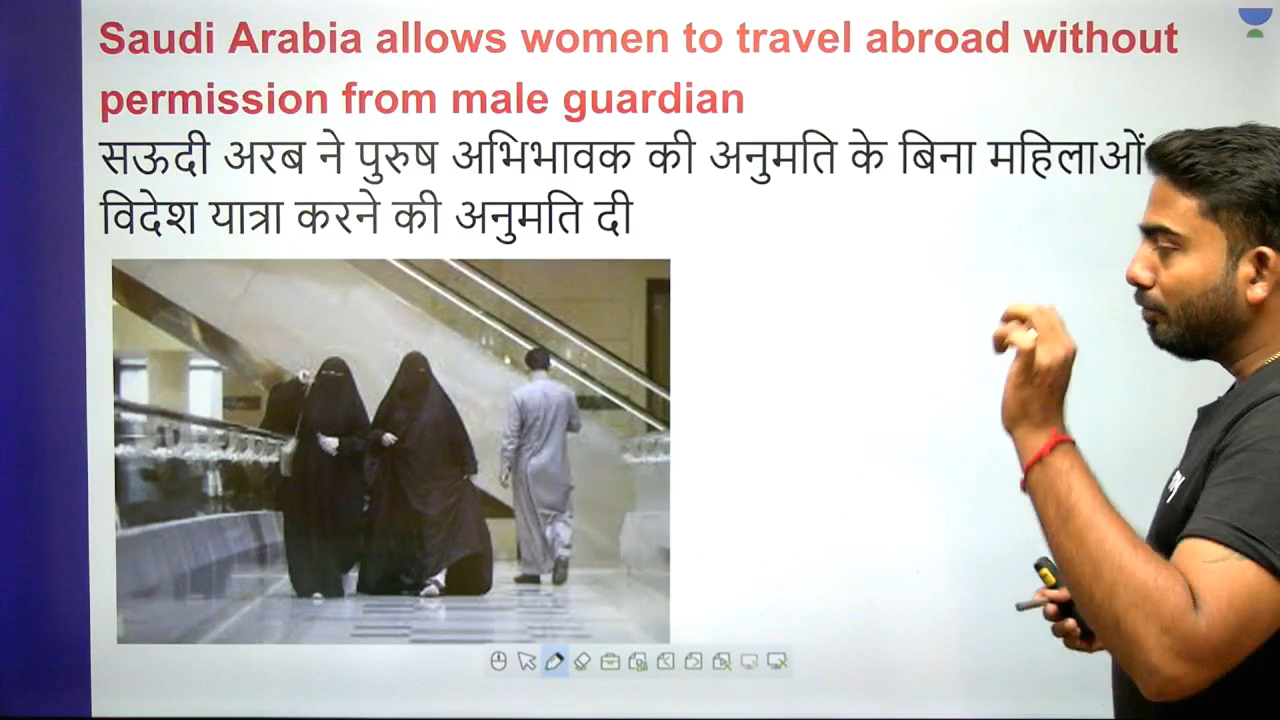 Saudi Arabia allows women to travel abroad without
permission from male guardian
सऊदी अरब ने पुरुष अभिभावक की अनुमति के बिना महिलाओं
विदेश यात्रा करने की अनुमति दी